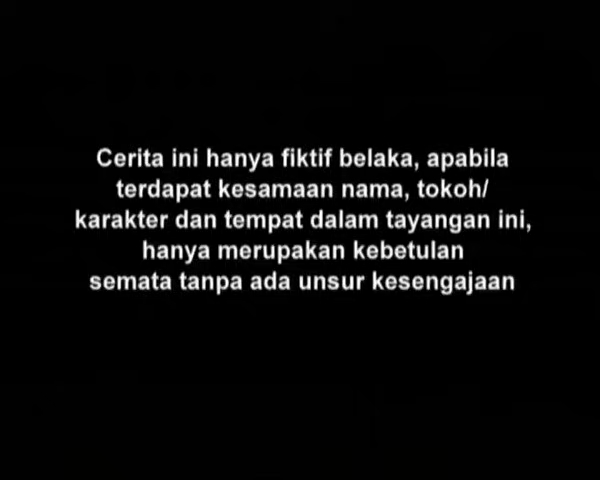 Cerita ini hanya fiktif belaka, apabila
terdapat kesamaan nama, tokoh/
karakter dan tempat dalam tayangan ini,
hanya merupakan kebetulan
semata tanpa ada unsur kesengajaan